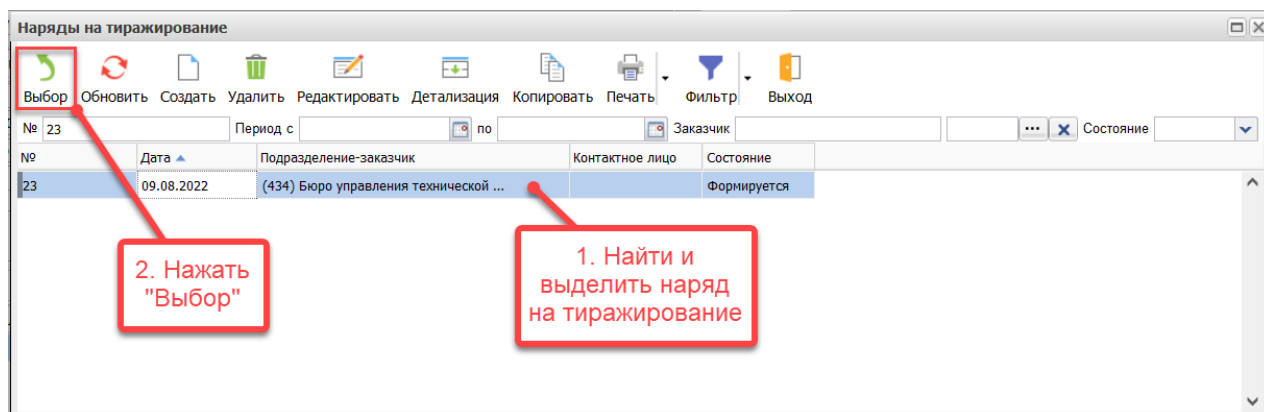 Наряды на тиражирование
Выбор Обновить Создать Удалить Редактировать Детализация Копировать Печать Фильтр Выход
№ 23 Период с по Заказчик ... Состояние
№ Дата Подразделение-заказчик Контактное лицо Состояние
23 09.08.2022 (434) Бюро управления технической ... Формируется
1. Найти и
выделить наряд
на тиражирование
2. Нажать
"Выбор"